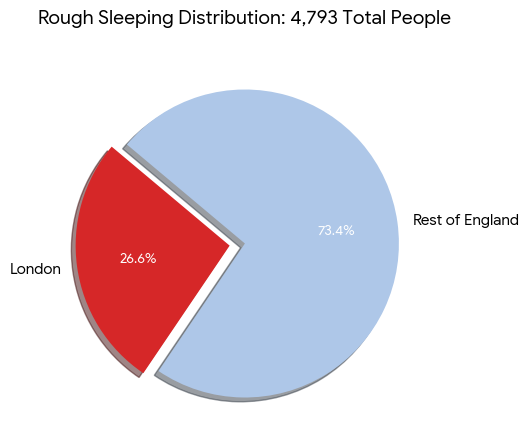 Rough Sleeping Distribution: 4,793 Total People
Rest of England
73.4%
26.6%
London